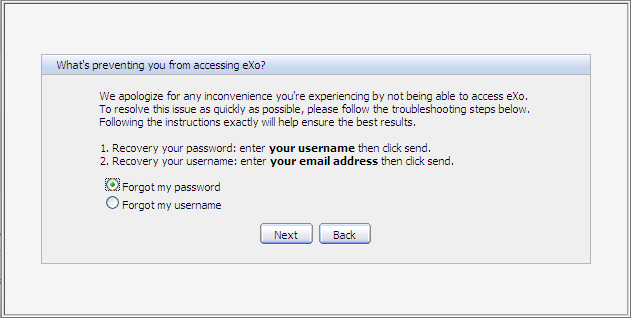 What's preventing you from accessing eXo?
We apologize for any inconvenience you're experiencing by not being able to access eXo.
To resolve this issue as quickly as possible, please follow the troubleshooting steps below.
Following the instructions exactly will help ensure the best results.
1. Recovery your password: enter your username then click send.
2. Recovery your username: enter your email address then click send.
Forgot my password
Forgot my username
Next Back